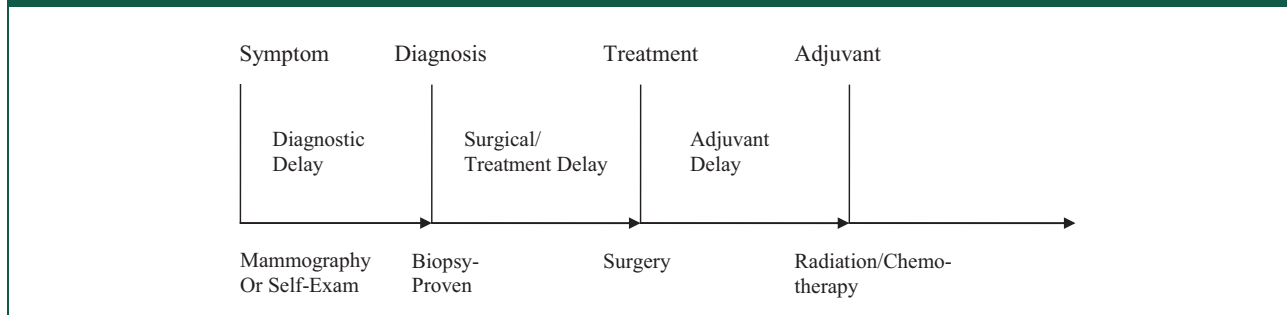 Symptom Diagnosis Treatment Adjuvant
Diagnostic
Delay
Surgical/
Treatment Delay
Adjuvant
Delay
Mammography
Or Self-Exam
Biopsy-
Proven
Surgery
Radiation/Chemo-
therapy